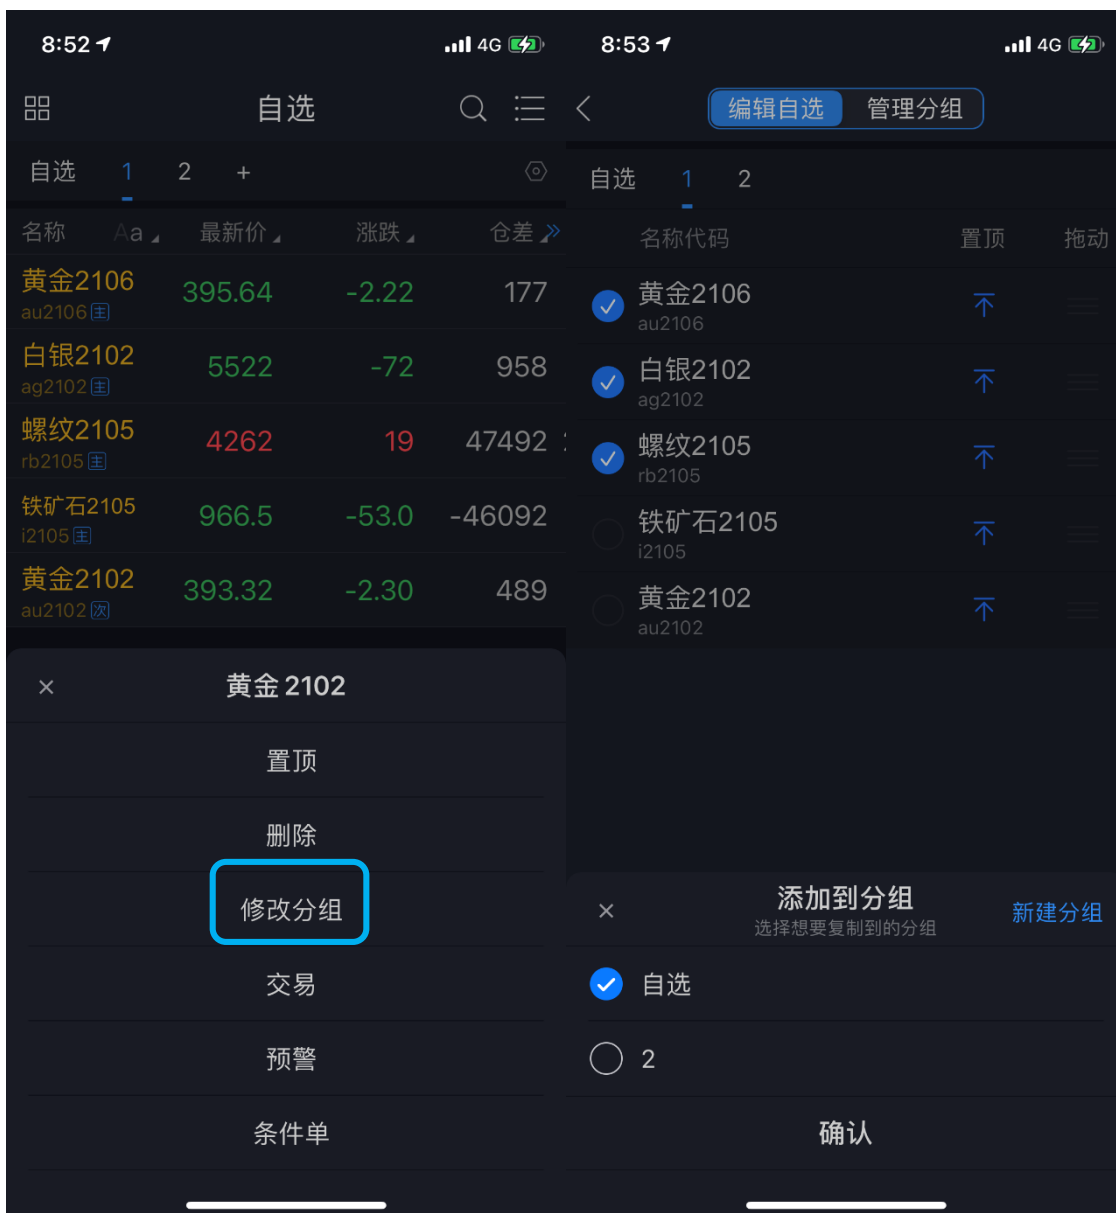 8:52
4G
自选
自选 1 2 +
名称 Aa 最新价 涨跌 仓差
黄金2106 395.64 -2.22 177
au2106 主
白银2102 5522 -72 958
ag2102 主
螺纹2105 4262 19 47492
rb2105 主
铁矿石2105 966.5 -53.0 -46092
i2105 主
黄金2102 393.32 -2.30 489
au2102 次
黄金2102
置顶
删除
修改分组
交易
预警
条件单
8:53
4G
编辑自选 管理分组
自选 1 2
名称代码 置顶 拖动
黄金2106
au2106
白银2102
ag2102
螺纹2105
rb2105
铁矿石2105
i2105
黄金2102
au2102
添加到分组 新建分组
选择想要复制到的分组
自选
2
确认